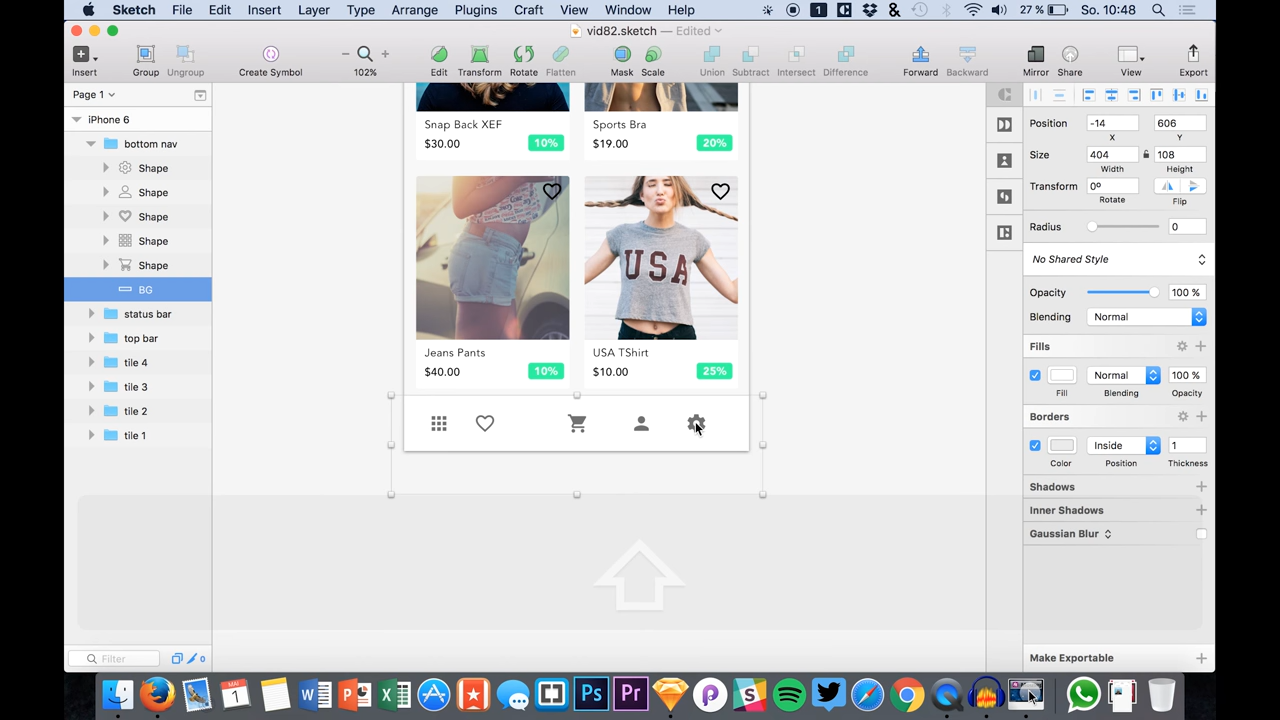 Sketch File Edit Insert Layer Type Arrange Plugins Craft View Window Help 1 27 % So. 10:48
vid82.sketch — Edited
Insert Group Ungroup Create Symbol 102% Edit Transform Rotate Flatten Mask Scale Union Subtract Intersect Difference Forward Backward Mirror Share View Export
Page 1
iPhone 6
bottom nav
Shape
Shape
Shape
Shape
Shape
BG
status bar
top bar
tile 4
tile 3
tile 2
tile 1
Filter 0
Snap Back XEF
$30.00 10%
Sports Bra
$19.00 20%
USA
Jeans Pants
$40.00 10%
USA TShirt
$10.00 25%
Position -14 606
X Y
Size 404 108
Width Height
Transform 0º
Rotate Flip
Radius 0
No Shared Style
Opacity 100 %
Blending Normal
Fills
Normal 100 %
Fill Blending Opacity
Borders
Inside 1
Color Position Thickness
Shadows
Inner Shadows
Gaussian Blur
Make Exportable
MAI
1
Ps
Pr